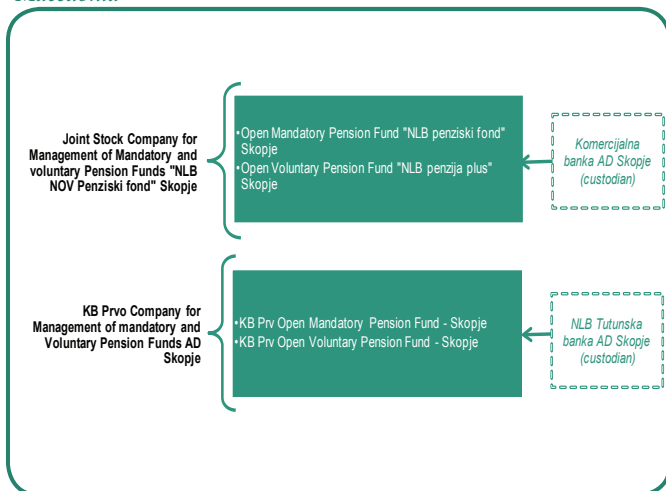 Joint Stock Company for
Management of Mandatory and
voluntary Pension Funds "NLB
NOV Penziski fond" Skopje
•Open Mandatory Pension Fund "NLB penziski fond"
Skopje
•Open Voluntary Pension Fund "NLB penzija plus"
Skopje
Komercijalna
banka AD Skopje
(custodian)
KB Prvo Company for
Management of mandatory and
Voluntary Pension Funds AD
Skopje
•KB Prv Open Mandatory Pension Fund - Skopje
•KB Prv Open Voluntary Pension Fund - Skopje
NLB Tutunska
banka AD Skopje
(custodian)